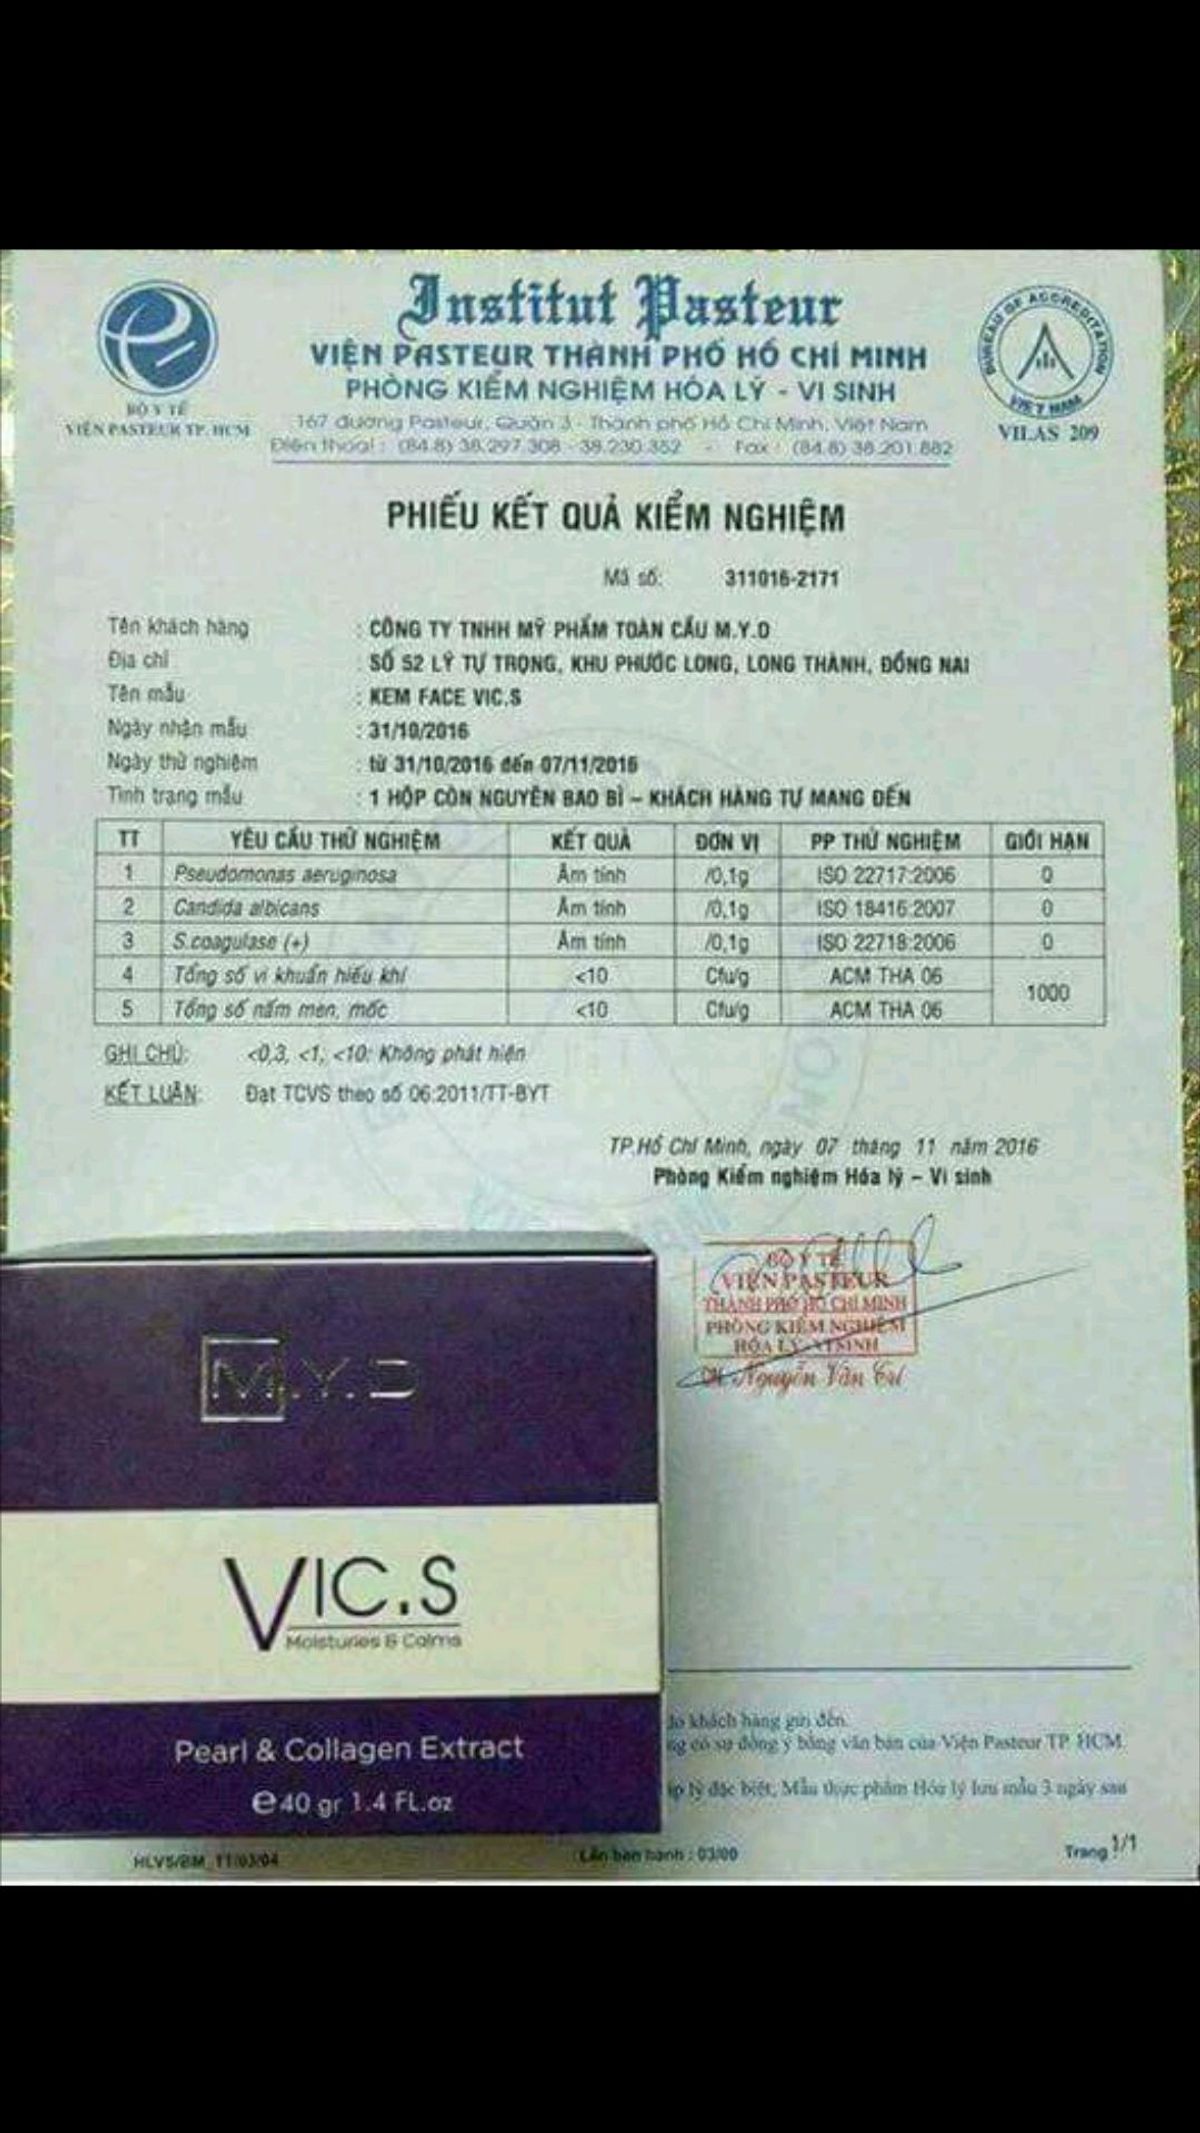 Institut Pasteur
VIỆN PASTEUR THÀNH PHỐ HỒ CHÍ MINH
PHÒNG KIỂM NGHIỆM HÓA LÝ - VI SINH
167 đường Pasteur, Quận 3 - Thành phố Hồ Chí Minh, Việt Nam
Điện thoại : (84.8) 38.297.308 - 38.230.352 - Fax : (84.8) 38.201.882
BỘ Y TẾ
VIỆN PASTEUR TP. HCM
BUREAU OF ACCREDITATION
VIETNAM
VILAS 209
PHIẾU KẾT QUẢ KIỂM NGHIỆM
Mã số: 311016-2171
Tên khách hàng : CÔNG TY TNHH MỸ PHẨM TOÀN CẦU M.Y.D
Địa chỉ : SỐ 52 LÝ TỰ TRỌNG, KHU PHƯỚC LONG, LONG THÀNH, ĐỒNG NAI
Tên mẫu : KEM FACE VIC.S
Ngày nhận mẫu : 31/10/2016
Ngày thử nghiệm : từ 31/10/2016 đến 07/11/2016
Tình trạng mẫu : 1 HỘP CÒN NGUYÊN BAO BÌ – KHÁCH HÀNG TỰ MANG ĐẾN
TT YÊU CẦU THỬ NGHIỆM KẾT QUẢ ĐƠN VỊ PP THỬ NGHIỆM GIỚI HẠN
1 Pseudomonas aeruginosa Âm tính /0,1g ISO 22717:2006 0
2 Candida albicans Âm tính /0,1g ISO 18416:2007 0
3 S.coagulase (+) Âm tính /0,1g ISO 22718:2006 0
4 Tổng số vi khuẩn hiếu khí <10 Cfu/g ACM THA 06 1000
5 Tổng số nấm men, mốc <10 Cfu/g ACM THA 06
GHI CHÚ: <0,3, <1, <10: Không phát hiện
KẾT LUẬN: Đạt TCVS theo số 06:2011/TT-BYT
TP.Hồ Chí Minh, ngày 07 tháng 11 năm 2016
Phòng Kiểm nghiệm Hóa lý – Vi sinh
BỘ Y TẾ
VIỆN PASTEUR
THÀNH PHỐ HỒ CHÍ MINH
PHÒNG KIỂM NGHIỆM
HÓA LÝ-VI SINH
Nguyễn Văn Trí
M.Y.D
VIC.S
Moisturies & Calms
Pearl & Collagen Extract
e 40 gr 1.4 FL.oz
do khách hàng gửi đến.
có sự đồng ý bằng văn bản của Viện Pasteur TP. HCM
lý đặc biệt, Mẫu thực phẩm Hóa lý lưu mẫu 3 ngày sau
HLVS/BM_11/03/04 Lần ban hành : 03/00 Trang 1/1